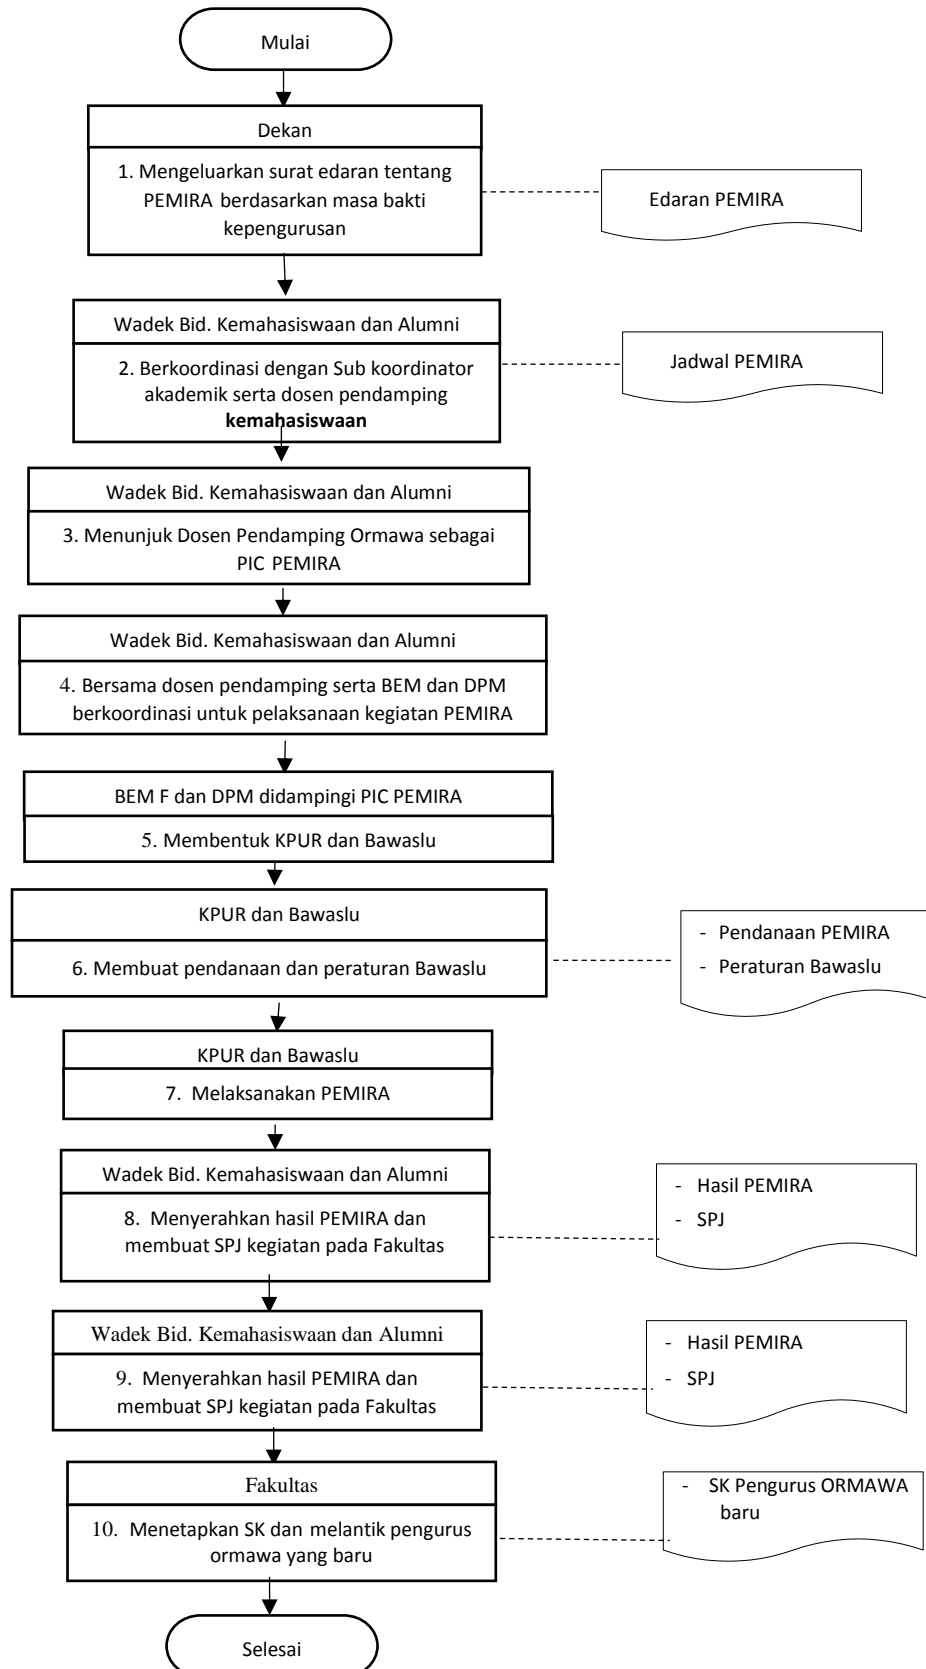 Mulai
Dekan
1. Mengeluarkan surat edaran tentang
PEMIRA berdasarkan masa bakti
kepengurusan
Edaran PEMIRA
Wadek Bid. Kemahasiswaan dan Alumni
2. Berkoordinasi dengan Sub koordinator
akademik serta dosen pendamping
kemahasiswaan
Jadwal PEMIRA
Wadek Bid. Kemahasiswaan dan Alumni
3. Menunjuk Dosen Pendamping Ormawa sebagai
PIC PEMIRA
Wadek Bid. Kemahasiswaan dan Alumni
4. Bersama dosen pendamping serta BEM dan DPM
berkoordinasi untuk pelaksanaan kegiatan PEMIRA
BEM F dan DPM didampingi PIC PEMIRA
5. Membentuk KPUR dan Bawaslu
KPUR dan Bawaslu
6. Membuat pendanaan dan peraturan Bawaslu
- Pendanaan PEMIRA
- Peraturan Bawaslu
KPUR dan Bawaslu
7. Melaksanakan PEMIRA
Wadek Bid. Kemahasiswaan dan Alumni
8. Menyerahkan hasil PEMIRA dan
membuat SPJ kegiatan pada Fakultas
- Hasil PEMIRA
- SPJ
Wadek Bid. Kemahasiswaan dan Alumni
9. Menyerahkan hasil PEMIRA dan
membuat SPJ kegiatan pada Fakultas
- Hasil PEMIRA
- SPJ
Fakultas
10. Menetapkan SK dan melantik pengurus
ormawa yang baru
- SK Pengurus ORMAWA
baru
Selesai